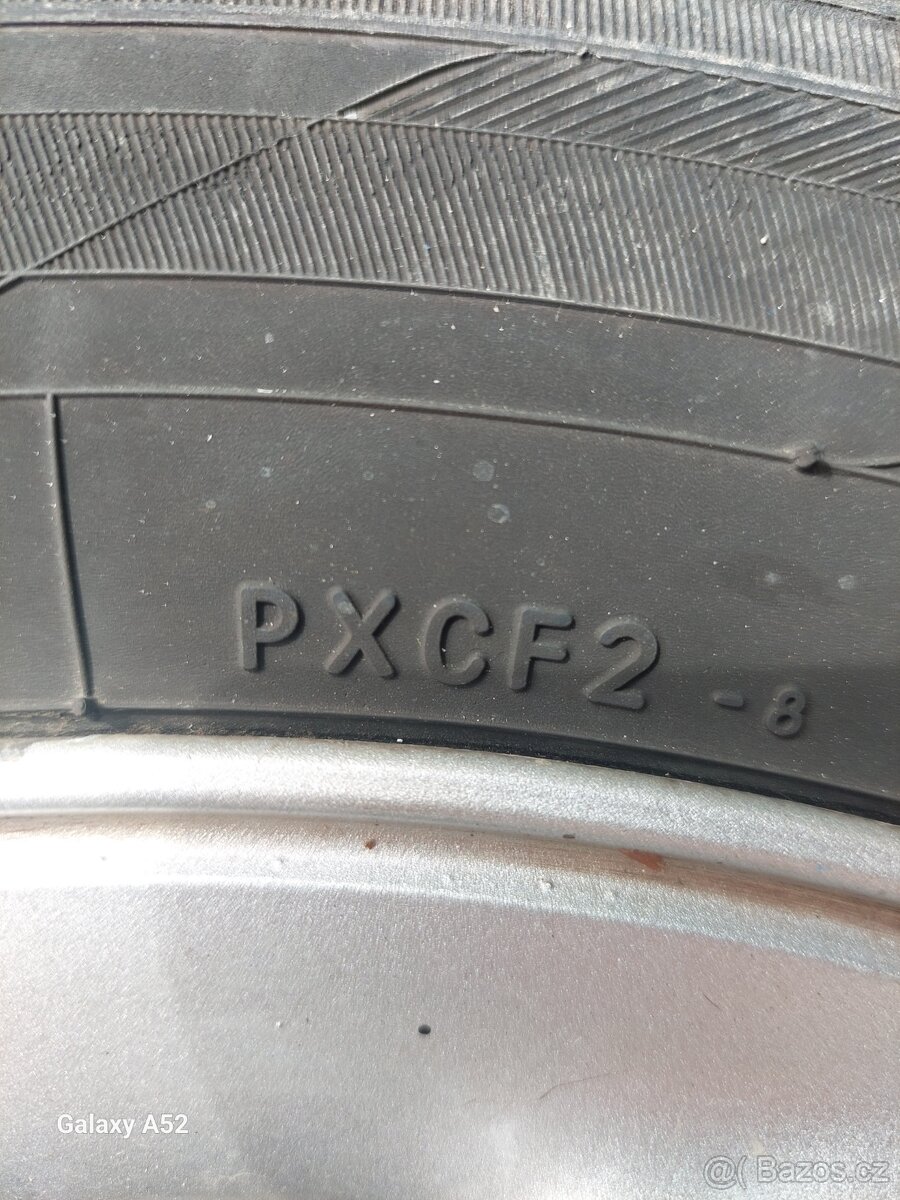 PXCF2 -8
Galaxy A52
@( Bazos.cz